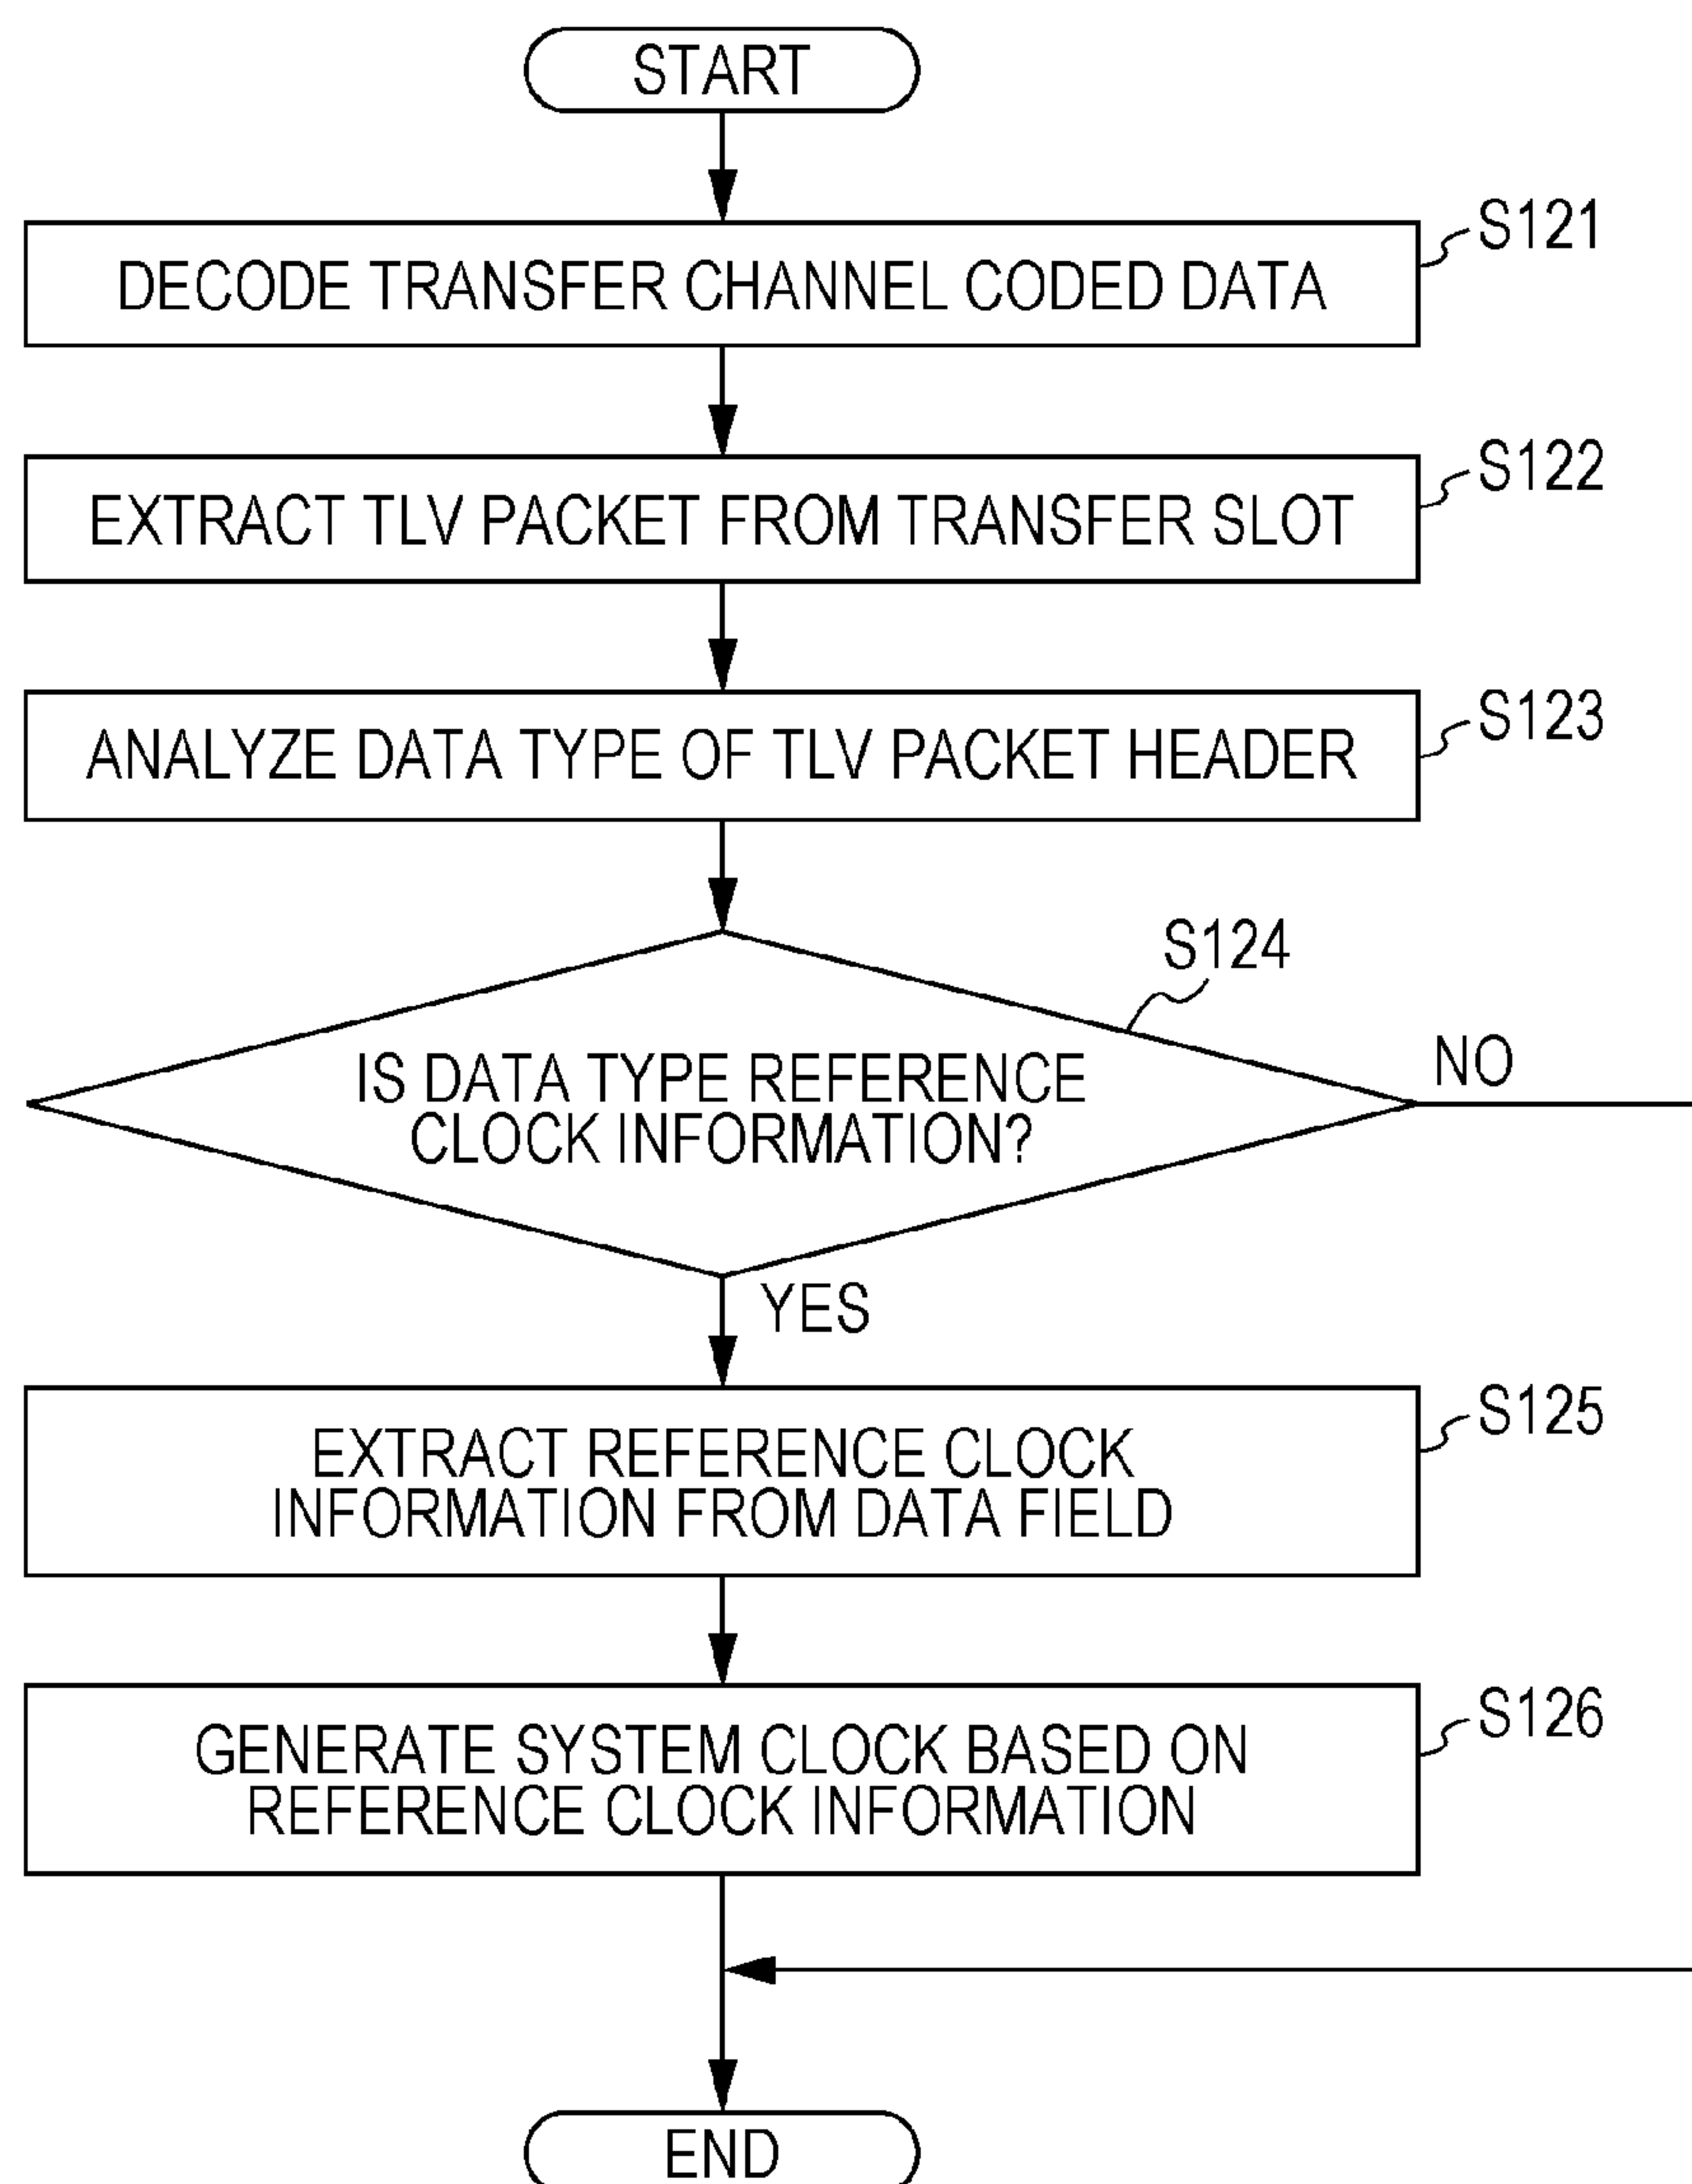 START
DECODE TRANSFER CHANNEL CODED DATA
S121
EXTRACT TLV PACKET FROM TRANSFER SLOT
S122
ANALYZE DATA TYPE OF TLV PACKET HEADER
S123
S124
IS DATA TYPE REFERENCE
CLOCK INFORMATION?
NO
YES
EXTRACT REFERENCE CLOCK
INFORMATION FROM DATA FIELD
S125
GENERATE SYSTEM CLOCK BASED ON
REFERENCE CLOCK INFORMATION
S126
END